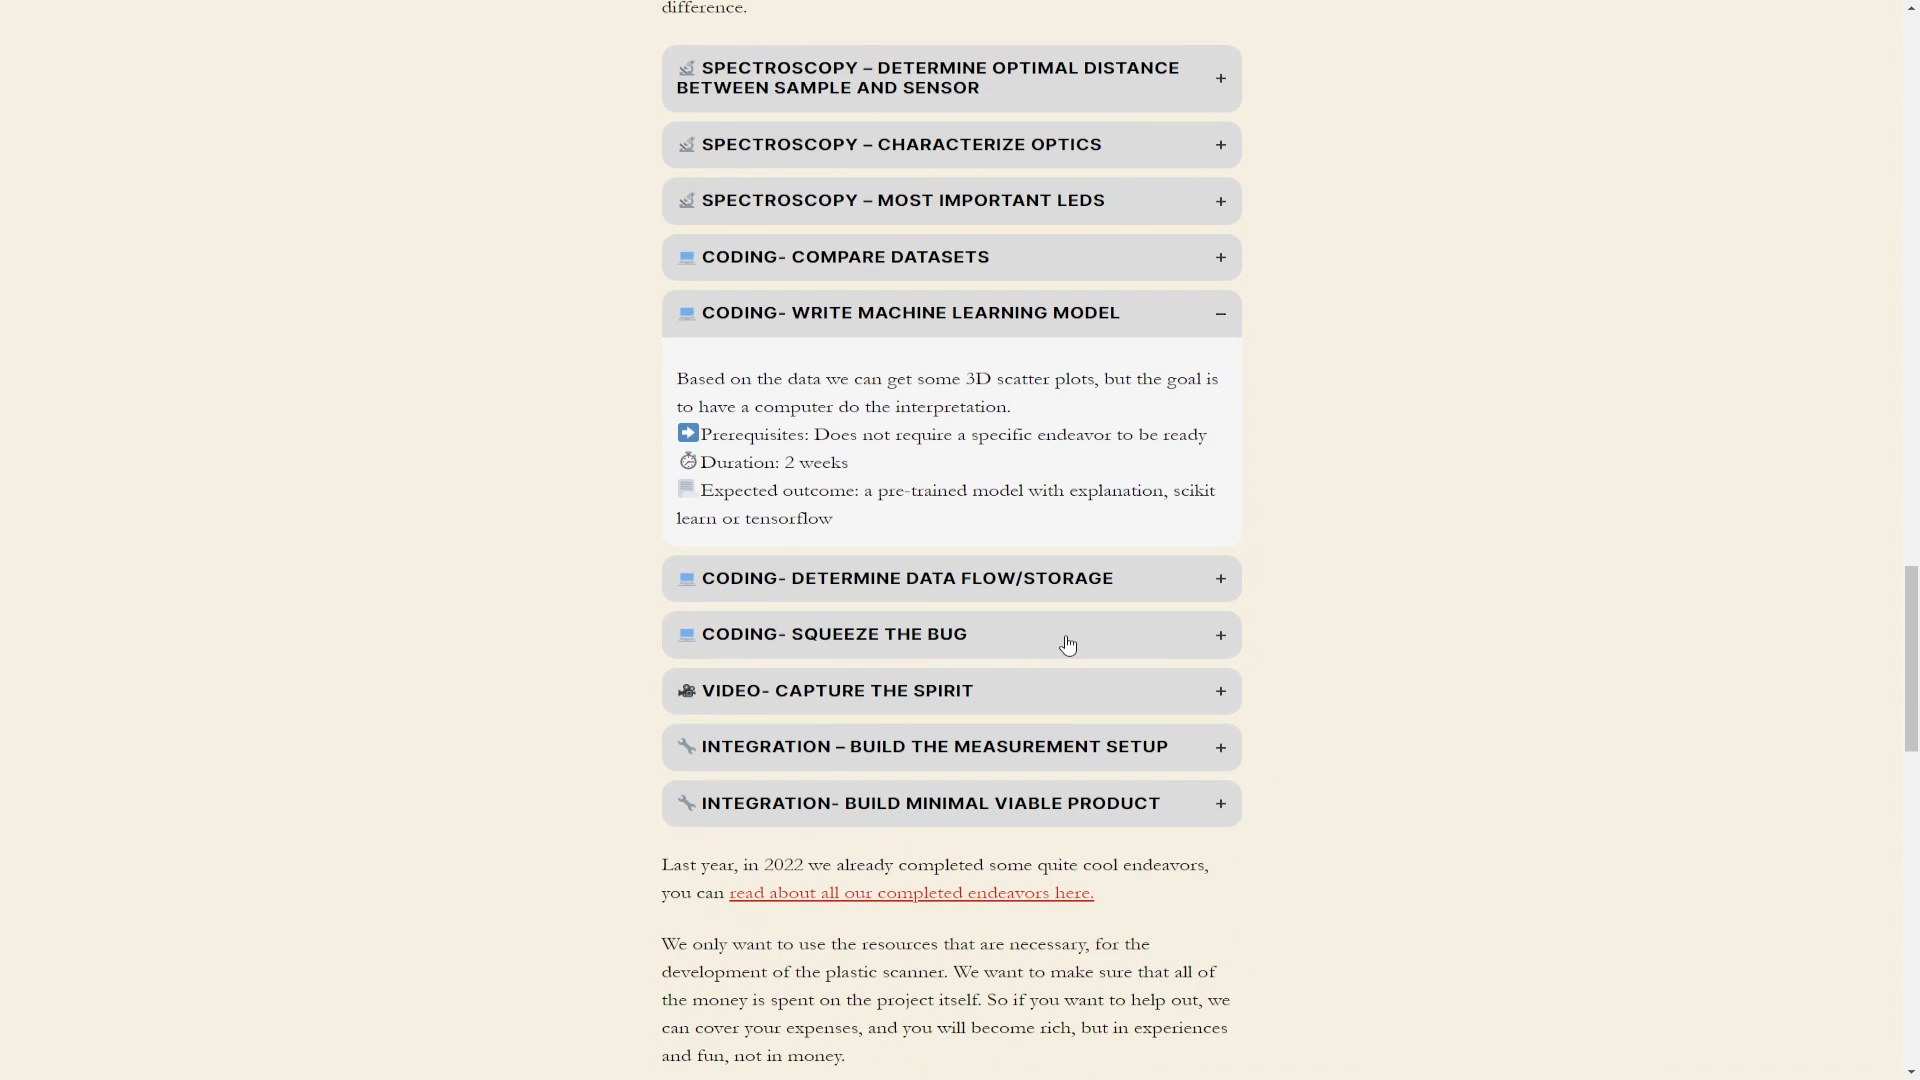 difference.
SPECTROSCOPY – DETERMINE OPTIMAL DISTANCE
BETWEEN SAMPLE AND SENSOR
+
SPECTROSCOPY – CHARACTERIZE OPTICS
+
SPECTROSCOPY – MOST IMPORTANT LEDS
+
CODING- COMPARE DATASETS
+
CODING- WRITE MACHINE LEARNING MODEL
–
Based on the data we can get some 3D scatter plots, but the goal is
to have a computer do the interpretation.
Prerequisites: Does not require a specific endeavor to be ready
Duration: 2 weeks
Expected outcome: a pre-trained model with explanation, scikit
learn or tensorflow
CODING- DETERMINE DATA FLOW/STORAGE
+
CODING- SQUEEZE THE BUG
+
VIDEO- CAPTURE THE SPIRIT
+
INTEGRATION – BUILD THE MEASUREMENT SETUP
+
INTEGRATION- BUILD MINIMAL VIABLE PRODUCT
+
Last year, in 2022 we already completed some quite cool endeavors,
you can read about all our completed endeavors here.
We only want to use the resources that are necessary, for the
development of the plastic scanner. We want to make sure that all of
the money is spent on the project itself. So if you want to help out, we
can cover your expenses, and you will become rich, but in experiences
and fun, not in money.